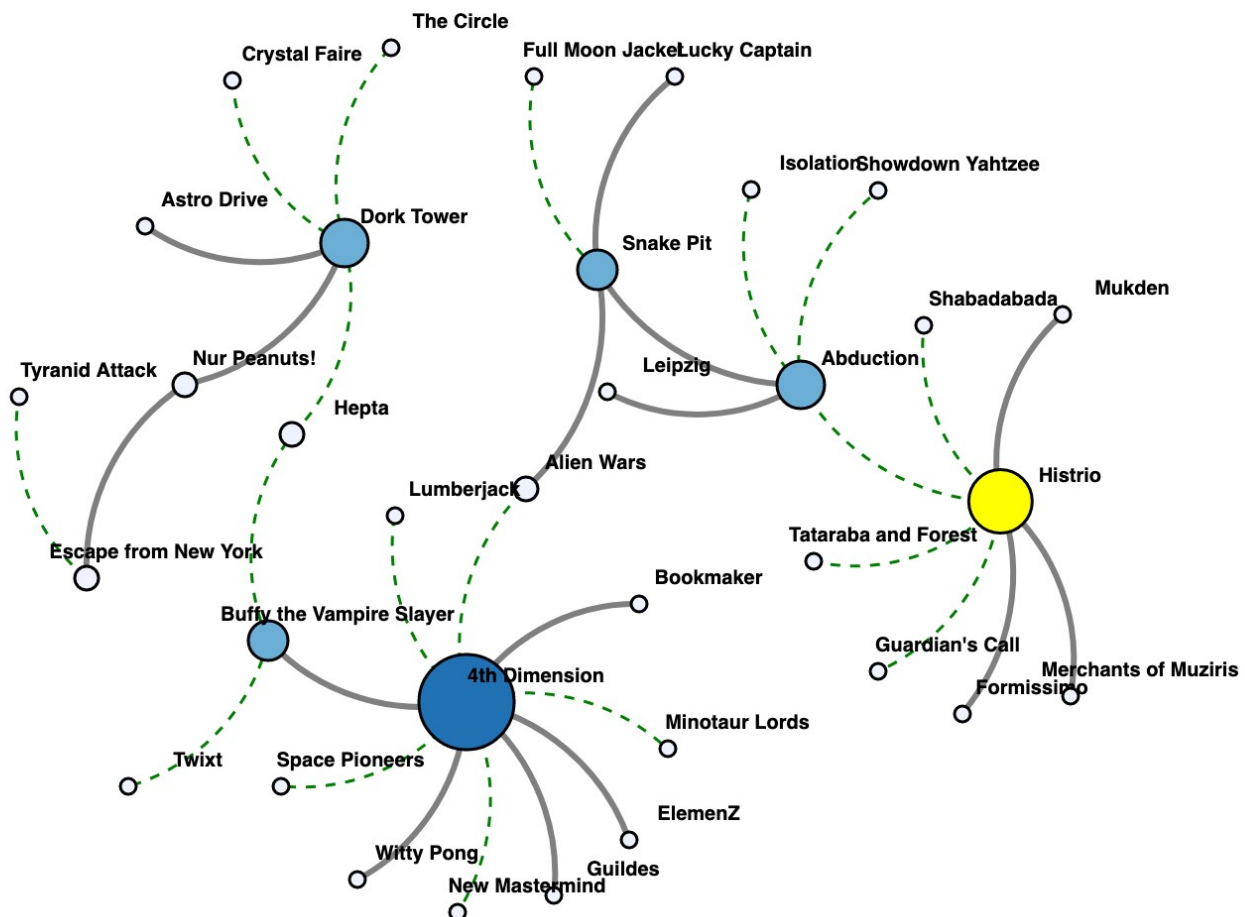 The Circle
Crystal Faire
Full Moon Jacket
Lucky Captain
Isolation
Showdown Yahtzee
Astro Drive
Dork Tower
Snake Pit
Mukden
Shabadabada
Nur Peanuts!
Abduction
Leipzig
Tyranid Attack
Hepta
Alien Wars
Histrio
Lumberjack
Tataraba and Forest
Escape from New York
Bookmaker
Buffy the Vampire Slayer
Guardian's Call
Merchants of Muziris
4th Dimension
Formissimo
Minotaur Lords
Twixt
Space Pioneers
ElemenZ
Witty Pong
Guildes
New Mastermind